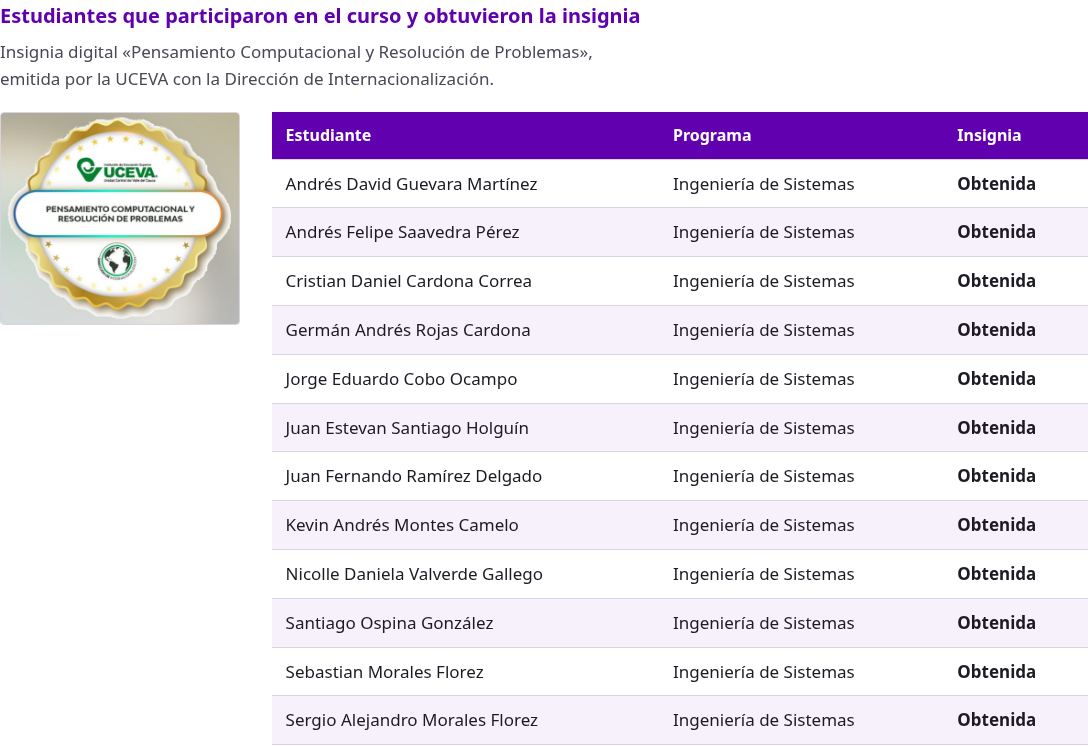 Estudiantes que participaron en el curso y obtuvieron la insignia
Insignia digital «Pensamiento Computacional y Resolución de Problemas»,
emitida por la UCEVA con la Dirección de Internacionalización.
UCEVA
PENSAMIENTO COMPUTACIONAL Y
RESOLUCIÓN DE PROBLEMAS
Estudiante Programa Insignia
Andrés David Guevara Martínez Ingeniería de Sistemas Obtenida
Andrés Felipe Saavedra Pérez Ingeniería de Sistemas Obtenida
Cristian Daniel Cardona Correa Ingeniería de Sistemas Obtenida
Germán Andrés Rojas Cardona Ingeniería de Sistemas Obtenida
Jorge Eduardo Cobo Ocampo Ingeniería de Sistemas Obtenida
Juan Estevan Santiago Holguín Ingeniería de Sistemas Obtenida
Juan Fernando Ramírez Delgado Ingeniería de Sistemas Obtenida
Kevin Andrés Montes Camelo Ingeniería de Sistemas Obtenida
Nicolle Daniela Valverde Gallego Ingeniería de Sistemas Obtenida
Santiago Ospina González Ingeniería de Sistemas Obtenida
Sebastian Morales Florez Ingeniería de Sistemas Obtenida
Sergio Alejandro Morales Florez Ingeniería de Sistemas Obtenida